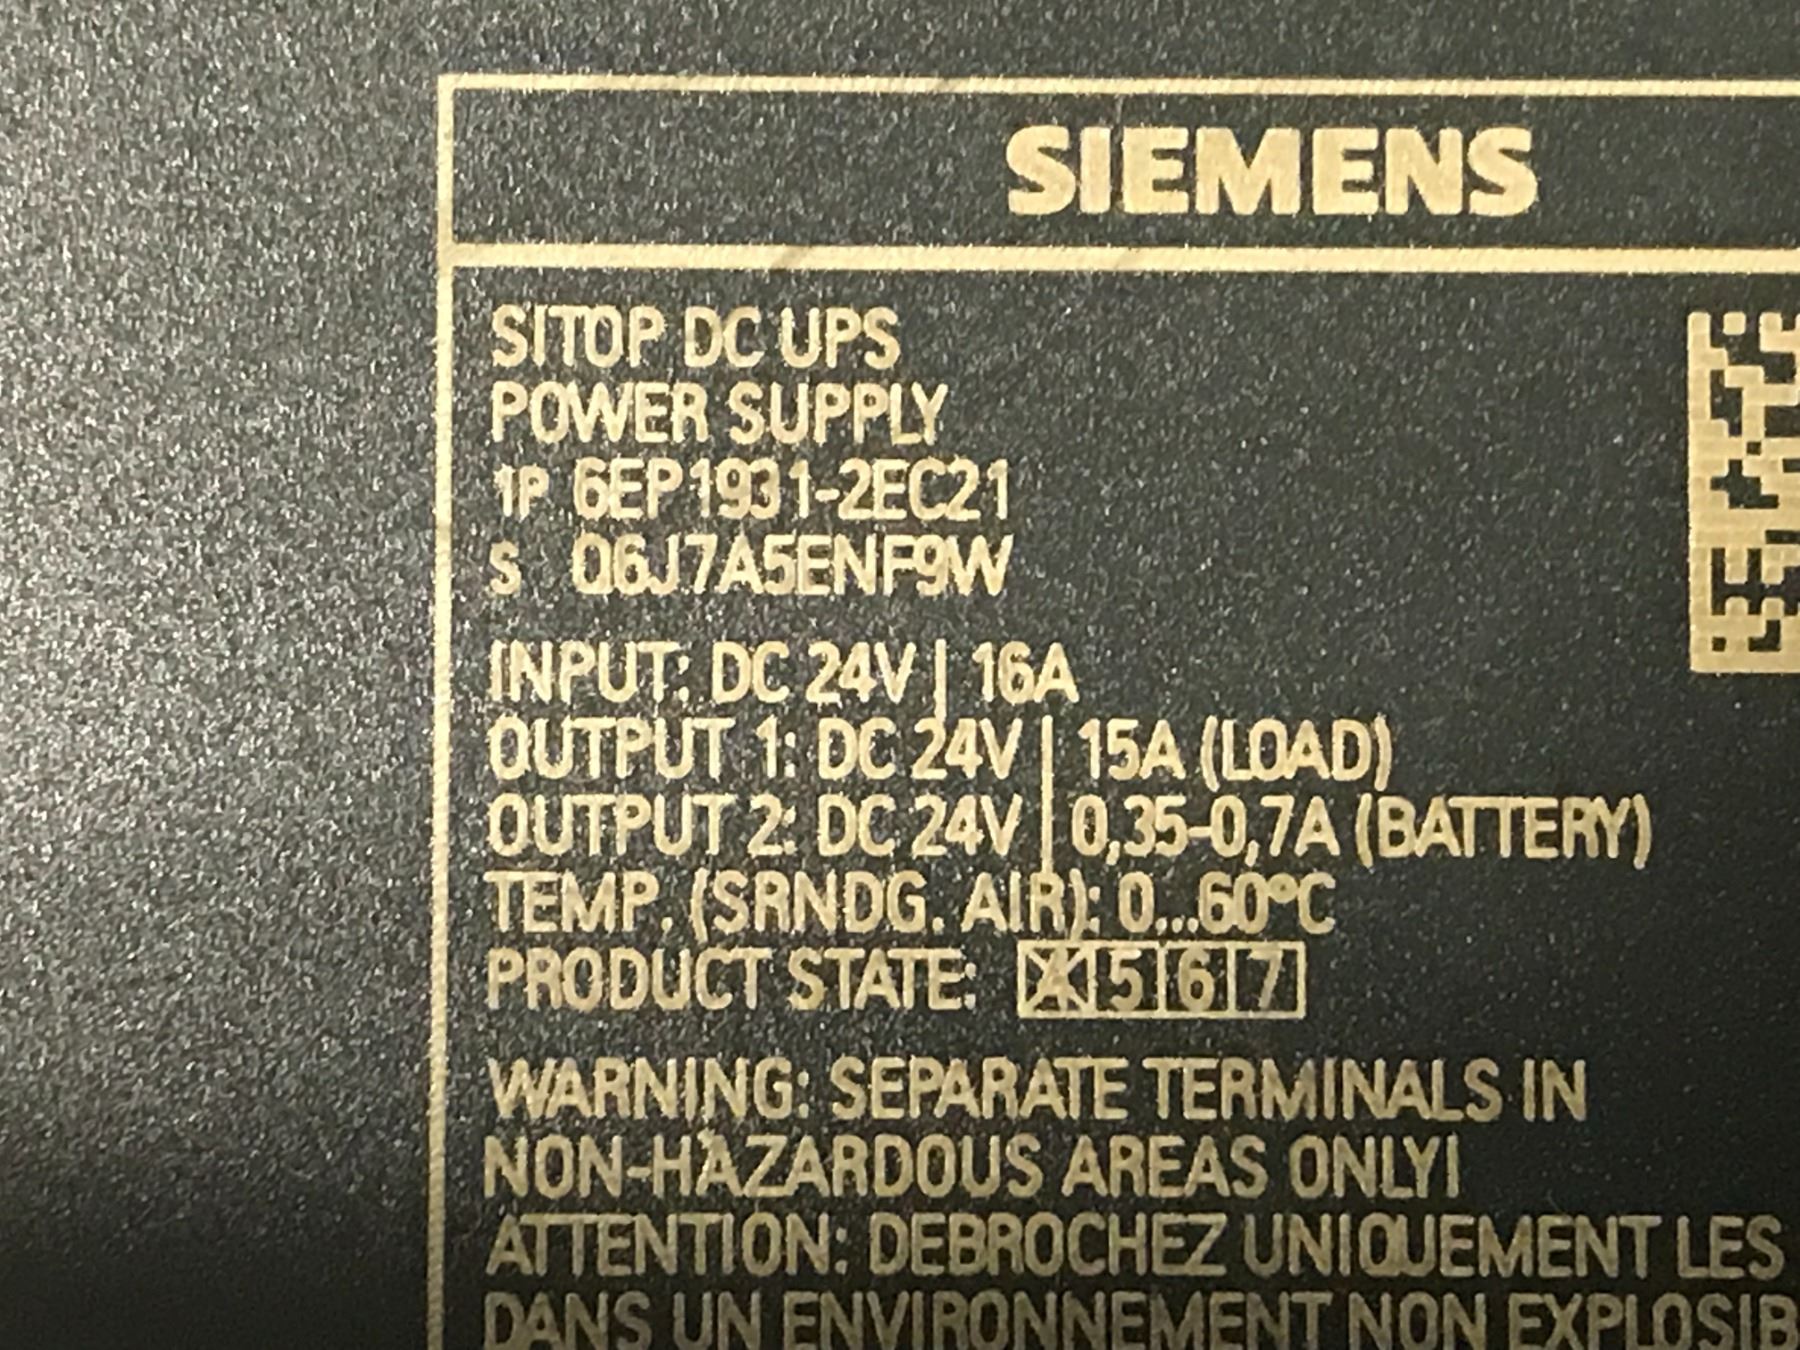 SIEMENS
SITOP DC UPS
POWER SUPPLY
1P 6EP1931-2EC21
S Q6J7A5ENF9W
INPUT: DC 24V | 16A
OUTPUT 1: DC 24V | 15A (LOAD)
OUTPUT 2: DC 24V | 0,35-0,7A (BATTERY)
TEMP. (SRNDG. AIR): 0...60°C
PRODUCT STATE: 4 5 6 7
WARNING: SEPARATE TERMINALS IN
NON-HAZARDOUS AREAS ONLY!
ATTENTION: DEBROCHEZ UNIQUEMENT LES
DANS UN ENVIRONNEMENT NON EXPLOSIB